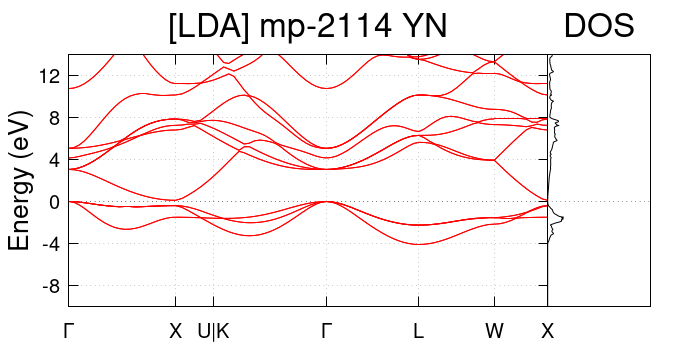 [LDA] mp-2114 YN
DOS
Energy (eV)
12
8
4
0
-4
-8
Γ X U|K Γ L W X